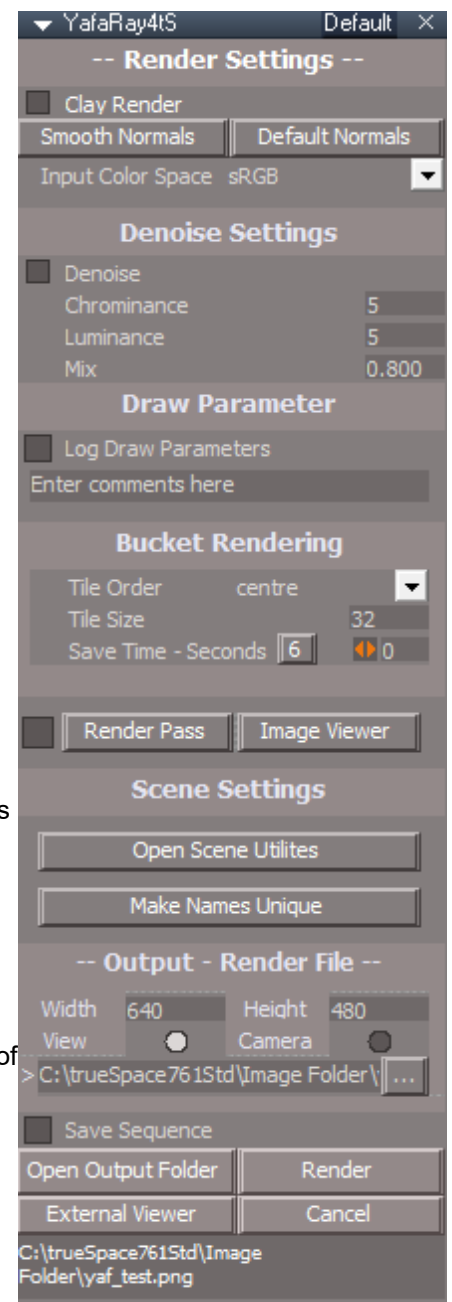 YafaRay4tS Default ×
-- Render Settings --
Clay Render
Smooth Normals Default Normals
Input Color Space sRGB
Denoise Settings
Denoise
Chrominance 5
Luminance 5
Mix 0.800
Draw Parameter
Log Draw Parameters
Enter comments here
Bucket Rendering
Tile Order centre
Tile Size 32
Save Time - Seconds 6 0
Render Pass Image Viewer
Scene Settings
s
Open Scene Utilites
Make Names Unique
-- Output - Render File --
Width 640 Height 480
View Camera
of
> C:\trueSpace761Std\Image Folder\ ...
Save Sequence
Open Output Folder Render
External Viewer Cancel
C:\trueSpace761Std\Image
Folder\yaf_test.png